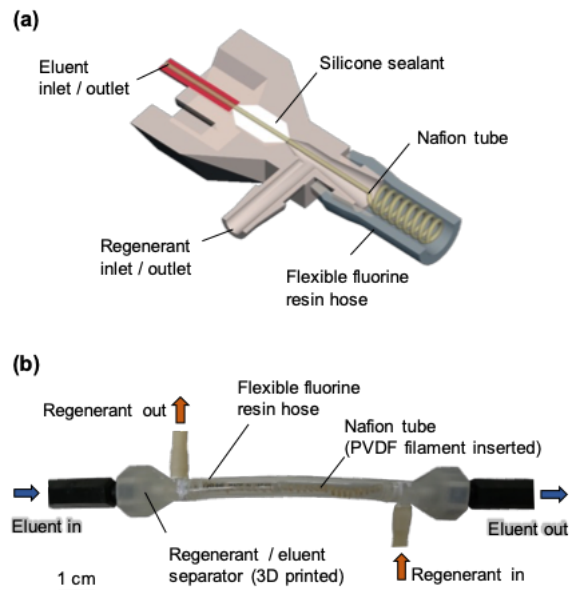 (a)
Eluent
inlet / outlet
Silicone sealant
Nafion tube
Regenerant
inlet / outlet
Flexible fluorine
resin hose
(b)
Flexible fluorine
resin hose
Regenerant out
Nafion tube
(PVDF filament inserted)
Eluent in
Eluent out
Regenerant / eluent
separator (3D printed)
1 cm
Regenerant in